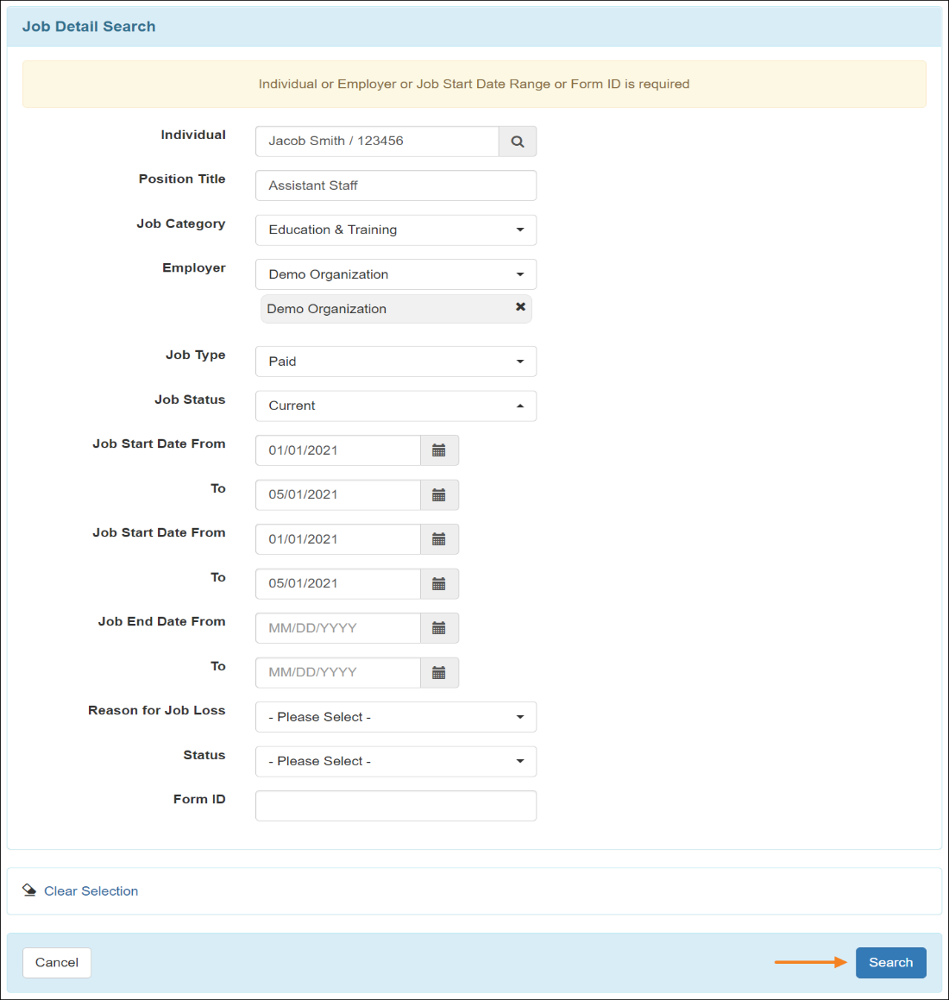 Job Detail Search
Individual or Employer or Job Start Date Range or Form ID is required
Individual
Jacob Smith / 123456
Position Title
Assistant Staff
Job Category
Education & Training
Employer
Demo Organization
Demo Organization
Job Type
Paid
Job Status
Current
Job Start Date From
01/01/2021
To
05/01/2021
Job Start Date From
01/01/2021
To
05/01/2021
Job End Date From
MM/DD/YYYY
To
MM/DD/YYYY
Reason for Job Loss
- Please Select -
Status
- Please Select -
Form ID
Clear Selection
Cancel
Search